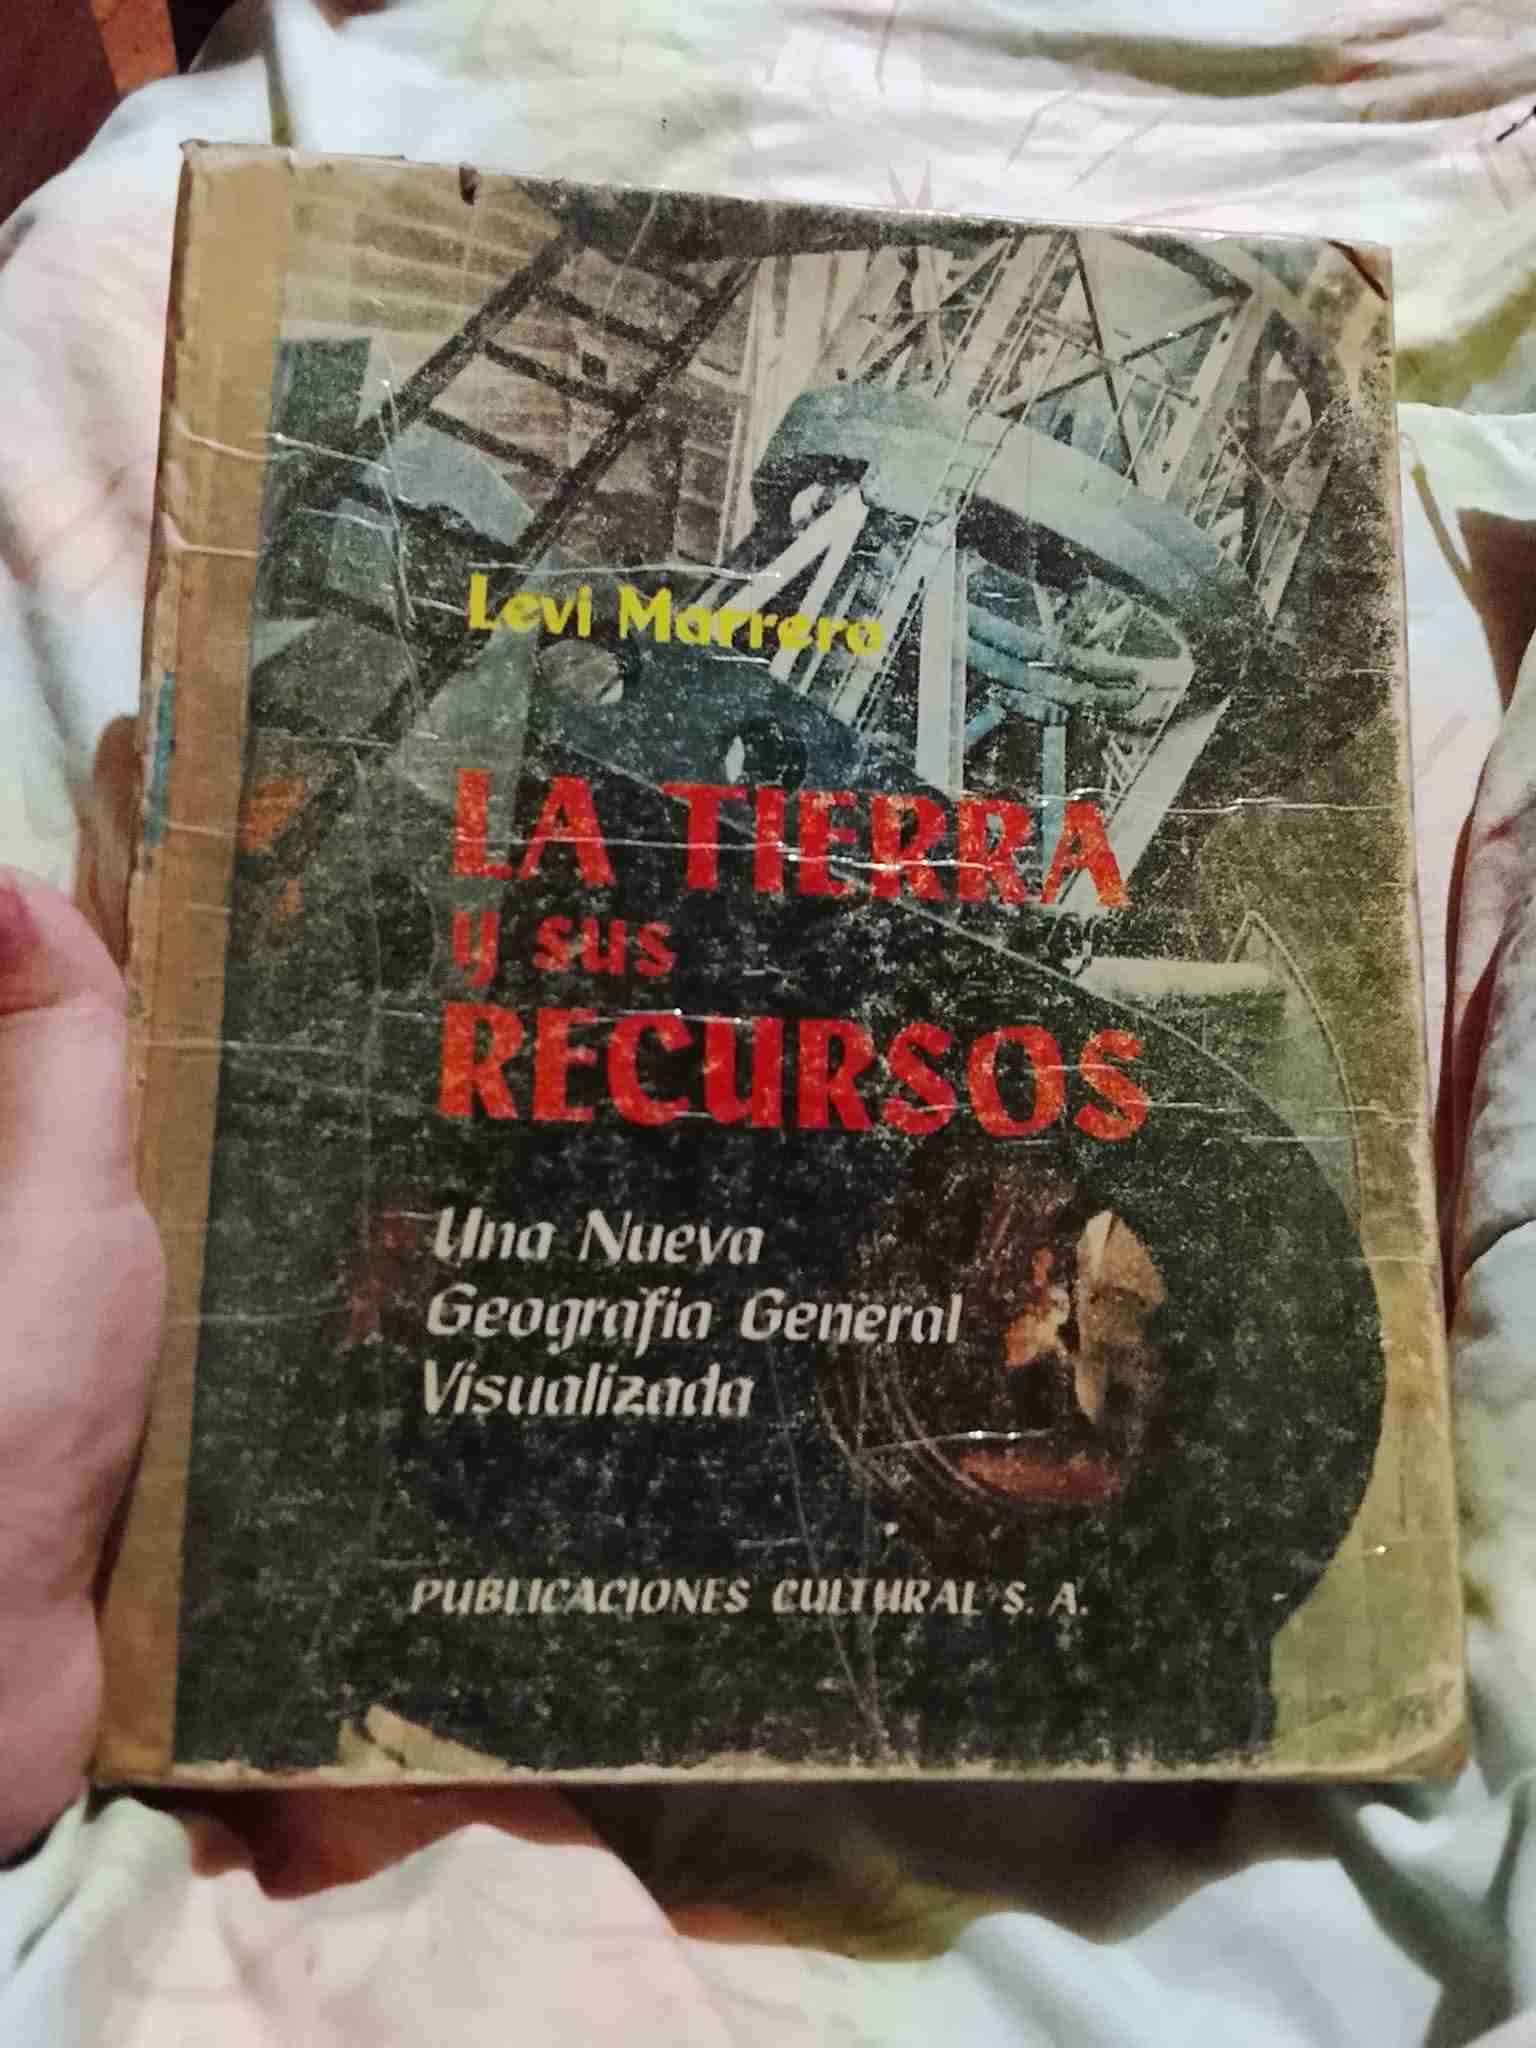 Levi Marrero
LA TIERRA
y sus
RECURSOS
Una Nueva
Geografia General
Visualizada
PUBLICACIONES CULTURAL S. A.